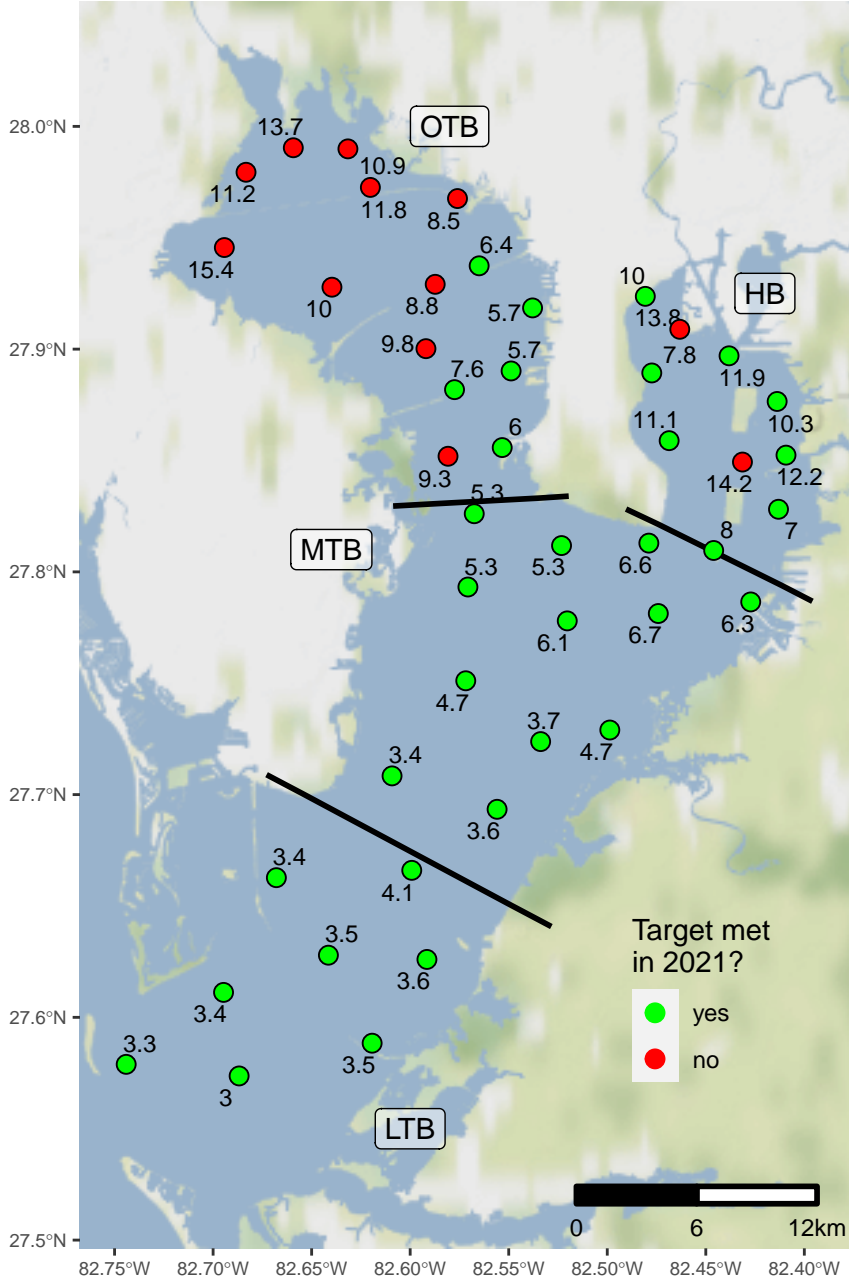 28.0°N
13.7
OTB
10.9
11.2
11.8
8.5
6.4
15.4
10
HB
10
8.8
5.7
13.8
27.9°N
9.8
5.7
7.8
11.9
7.6
10.3
6
11.1
9.3
14.2
12.2
5.3
7
8
MTB
5.3
5.3
6.6
27.8°N
6.1
6.7
6.3
4.7
3.7
4.7
3.4
27.7°N
3.6
3.4
4.1
Target met
in 2021?
3.5
3.6
3.4
yes
27.6°N
3.3
3.5
no
3
LTB
0 6 12km
27.5°N
82.75°W 82.70°W 82.65°W 82.60°W 82.55°W 82.50°W 82.45°W 82.40°W